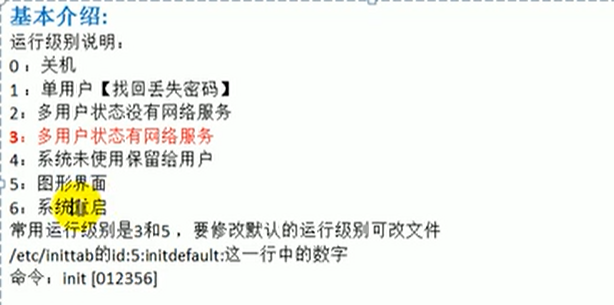 基本介绍:
运行级别说明：
0 ：关机
1 ：单用户【找回丢失密码】
2：多用户状态没有网络服务
3：多用户状态有网络服务
4：系统未使用保留给用户
5：图形界面
6：系统重启
常用运行级别是3和5 ，要修改默认的运行级别可改文件
/etc/inittab的id:5:initdefault:这一行中的数字
命令：init [012356]